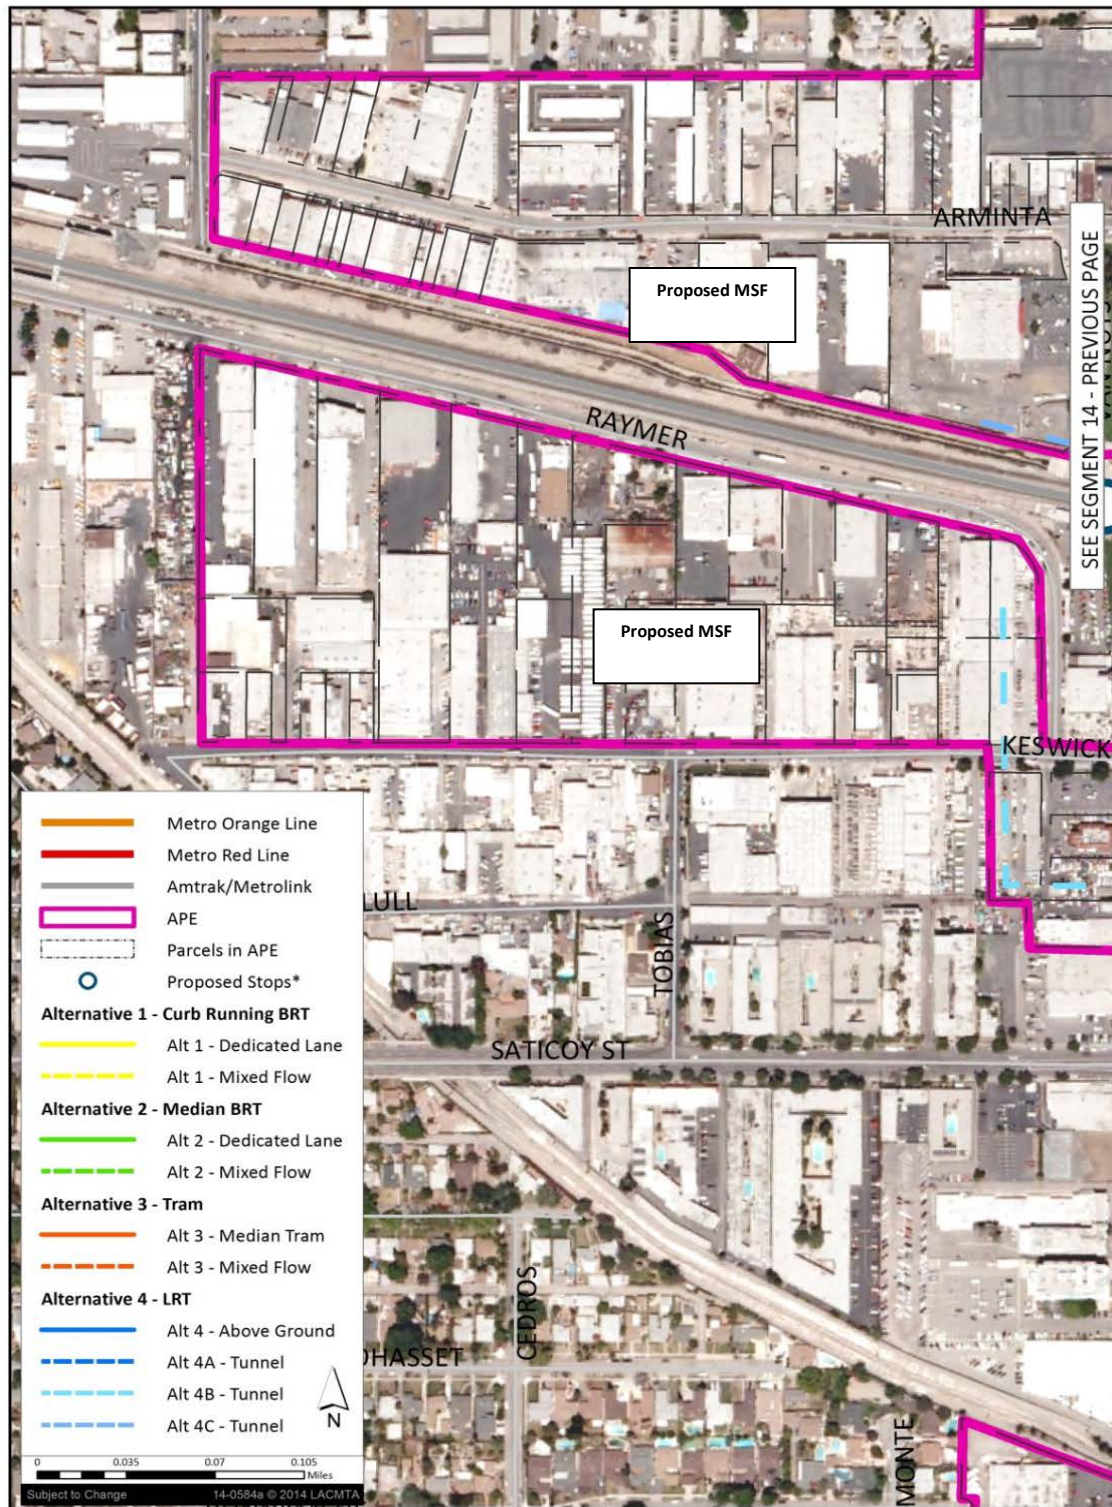 ARMINTA
Proposed MSF
SEE SEGMENT 14 - PREVIOUS PAGE
RAYMER
Proposed MSF
KESWICK
Metro Orange Line
Metro Red Line
Amtrak/Metrolink
APE
Parcels in APE
Proposed Stops*
Alternative 1 - Curb Running BRT
Alt 1 - Dedicated Lane
Alt 1 - Mixed Flow
Alternative 2 - Median BRT
Alt 2 - Dedicated Lane
Alt 2 - Mixed Flow
Alternative 3 - Tram
Alt 3 - Median Tram
Alt 3 - Mixed Flow
Alternative 4 - LRT
Alt 4 - Above Ground
Alt 4A - Tunnel
Alt 4B - Tunnel
Alt 4C - Tunnel
N
0 0.035 0.07 0.105
Miles
Subject to Change 14-0584a © 2014 LACMTA
LULL
TOBIAS
SATICOY ST
CEDROS
OHASSET
MONTE